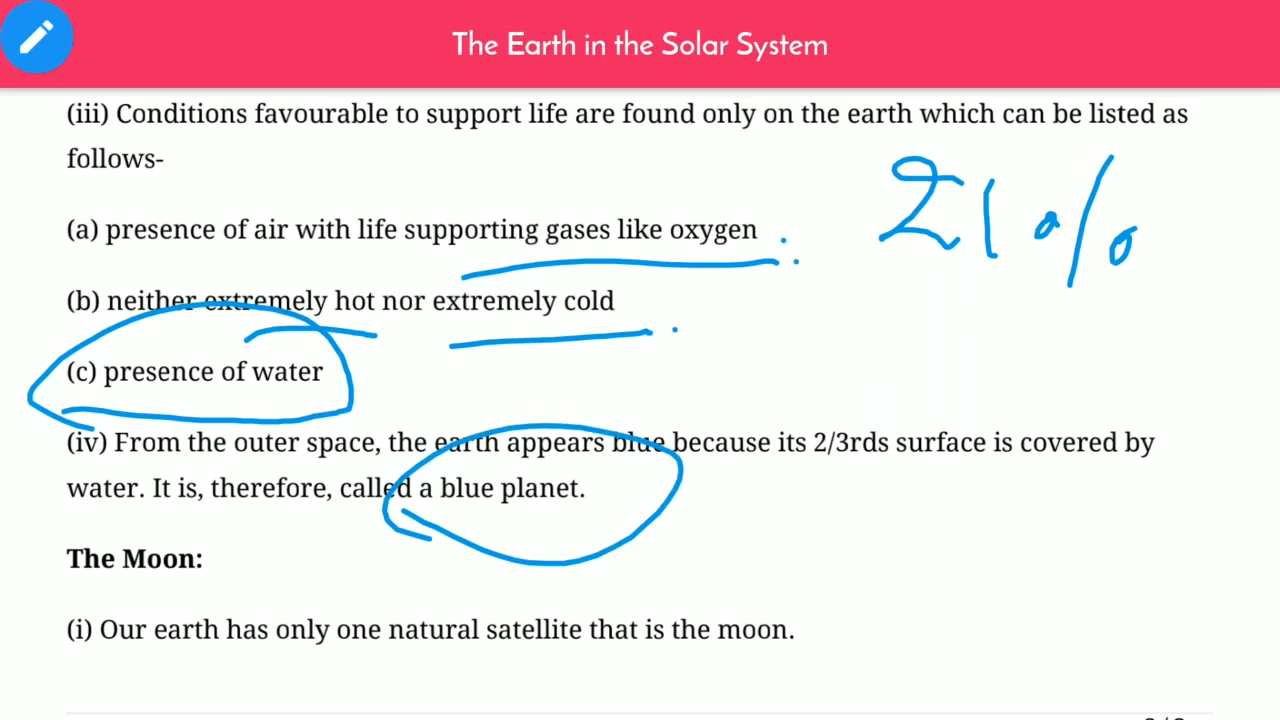 The Earth in the Solar System
(iii) Conditions favourable to support life are found only on the earth which can be listed as
follows-
21%
(a) presence of air with life supporting gases like oxygen
(b) neither extremely hot nor extremely cold
(c) presence of water
(iv) From the outer space, the earth appears blue because its 2/3rds surface is covered by
water. It is, therefore, called a blue planet.
The Moon:
(i) Our earth has only one natural satellite that is the moon.